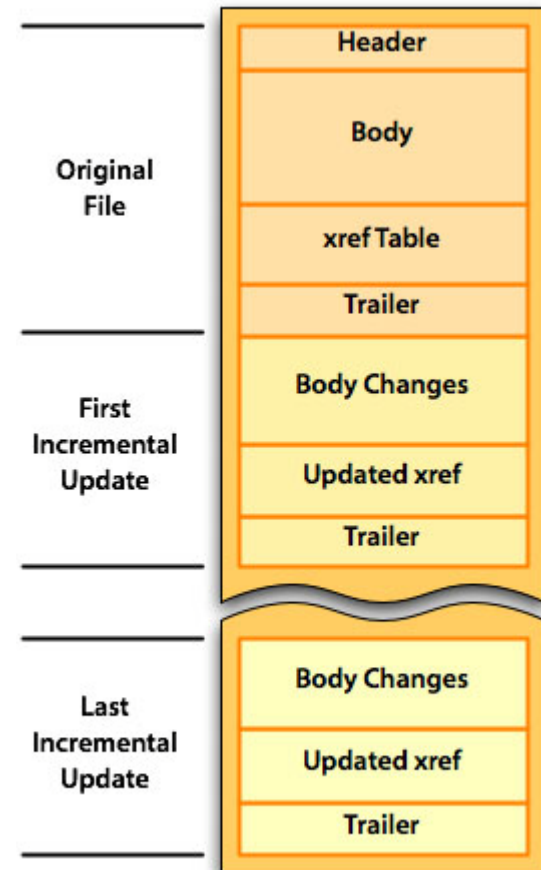 Header
Body
Original
File
xref Table
Trailer
Body Changes
First
Incremental
Update
Updated xref
Trailer
Body Changes
Last
Incremental
Update
Updated xref
Trailer